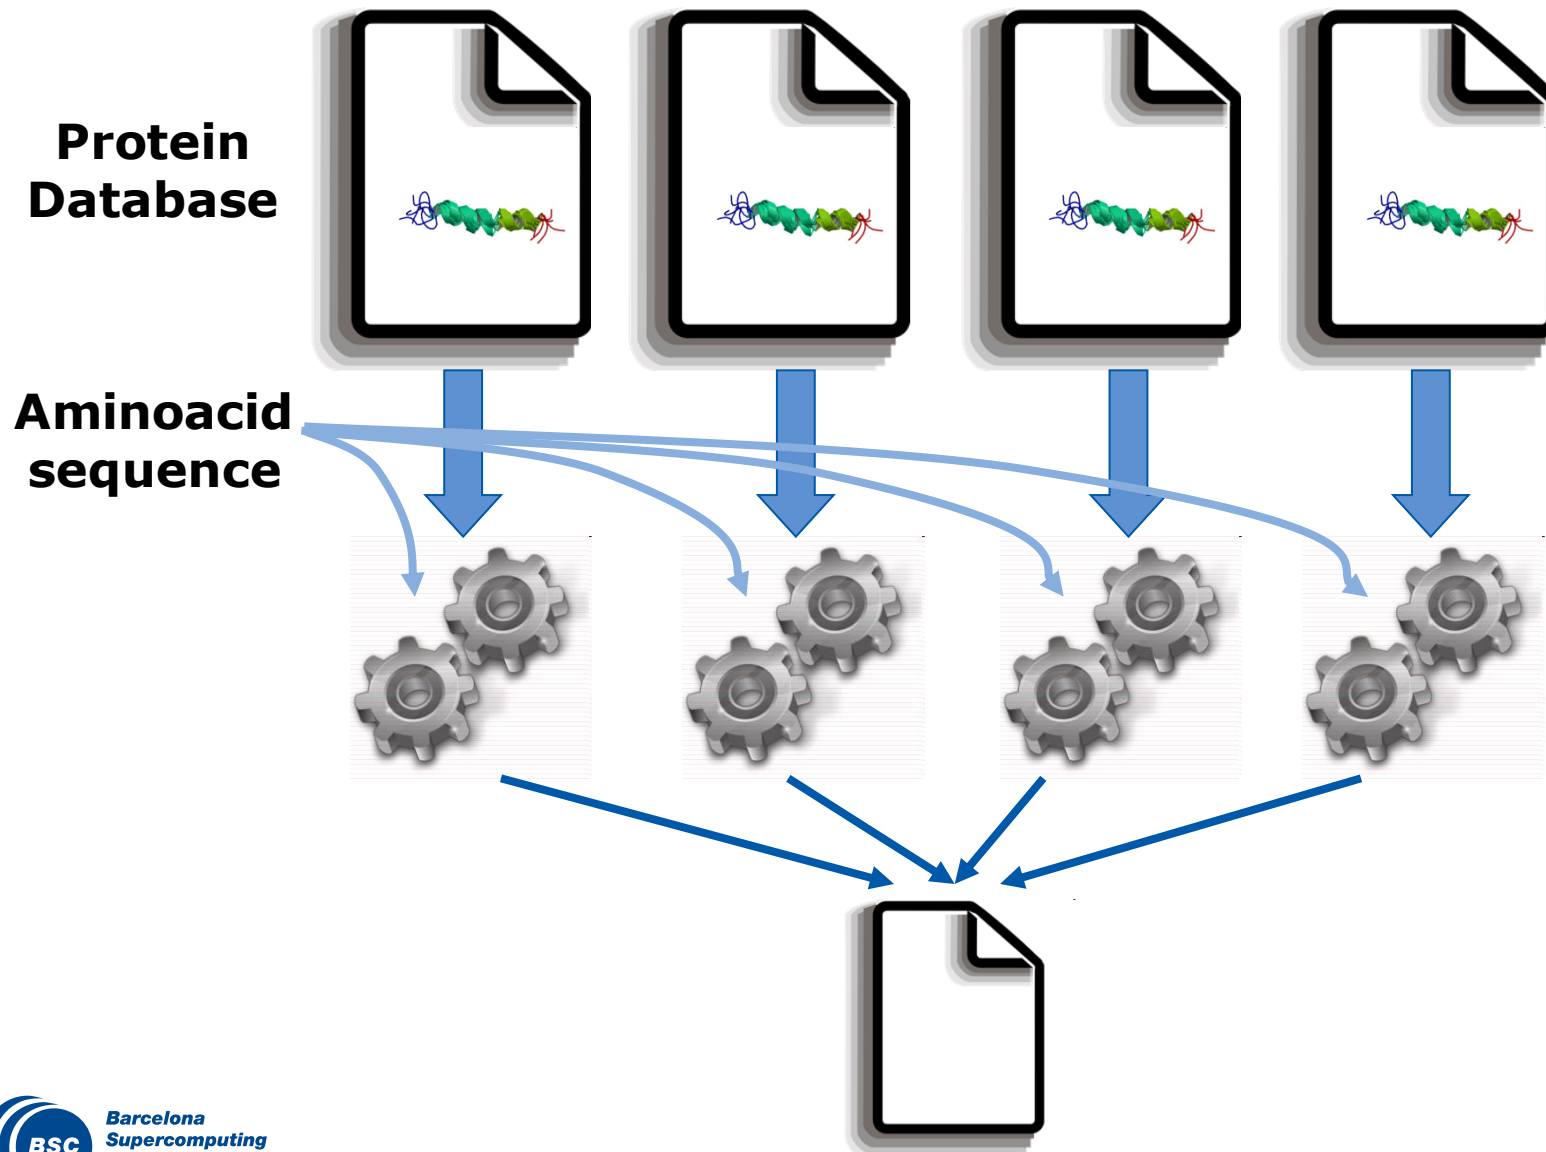 Protein
Database
Aminoacid
sequence
BSC
Barcelona
Supercomputing